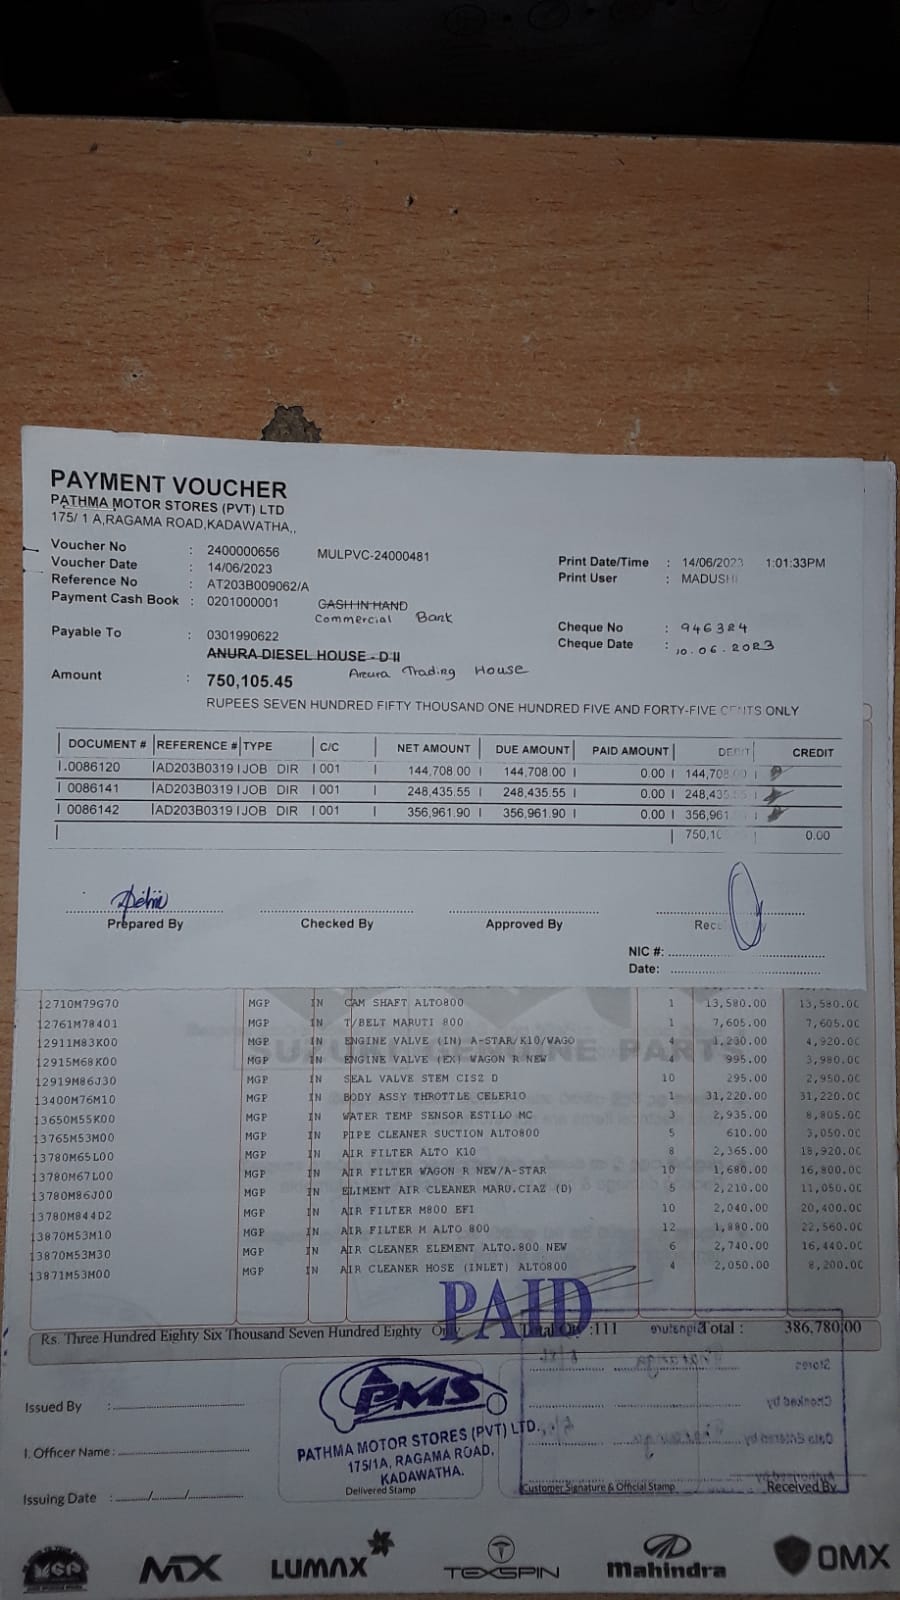 PAYMENT VOUCHER
PATHMA MOTOR STORES (PVT) LTD
175/ 1 A,RAGAMA ROAD,KADAWATHA,,
Voucher No : 2400000656 MULPVC-24000481
Voucher Date : 14/06/2023
Reference No : AT203B009062/A
Payment Cash Book : 0201000001 CASH IN HAND
Commercial Bank
Print Date/Time : 14/06/2023 1:01:33PM
Print User : MADUSHI
Payable To : 0301990622
ANURA DIESEL HOUSE - D II
Anura Trading House
Cheque No : 946384
Cheque Date : 10.06.2023
Amount : 750,105.45
RUPEES SEVEN HUNDRED FIFTY THOUSAND ONE HUNDRED FIVE AND FORTY-FIVE CENTS ONLY
DOCUMENT # REFERENCE # TYPE C/C NET AMOUNT DUE AMOUNT PAID AMOUNT DEBIT CREDIT
0086120 AD203B0319 JOB DIR 001 144,708.00 144,708.00 0.00 144,708.00
0086141 AD203B0319 JOB DIR 001 248,435.55 248,435.55 0.00 248,435.55
0086142 AD203B0319 JOB DIR 001 356,961.90 356,961.90 0.00 356,961
750,10 0.00
Prepared By Checked By Approved By
NIC #:
Date:
12710M79G70 MGP IN CAM SHAFT ALTO800 1 13,580.00 13,580.00
12761M78401 MGP IN T/BELT MARUTI 800 1 7,605.00 7,605.00
12911M83K00 MGP IN ENGINE VALVE (IN) A-STAR/K10/WAGO 4 1,230.00 4,920.00
12915M68K00 MGP IN ENGINE VALVE (EX) WAGON R NEW 4 995.00 3,980.00
12919M86J30 MGP IN SEAL VALVE STEM CISZ D 10 295.00 2,950.00
13400M76M10 MGP IN BODY ASSY THROTTLE CELERIO 1 31,220.00 31,220.00
13650M55K00 MGP IN WATER TEMP SENSOR ESTILO MC 3 2,935.00 8,805.00
13765M53M00 MGP IN PIPE CLEANER SUCTION ALTO800 5 610.00 3,050.00
13780M65L00 MGP IN AIR FILTER ALTO K10 8 2,365.00 18,920.00
13780M67L00 MGP IN AIR FILTER WAGON R NEW/A-STAR 10 1,680.00 16,800.00
13780M86J00 MGP IN ELIMENT AIR CLEANER MARU.CIAZ (D) 5 2,210.00 11,050.00
13780M844D2 MGP IN AIR FILTER M800 EFI 10 2,040.00 20,400.00
13870M53M10 MGP IN AIR FILTER M ALTO 800 12 1,880.00 22,560.00
13870M53M30 MGP IN AIR CLEANER ELEMENT ALTO.800 NEW 6 2,740.00 16,440.00
13871M53M00 MGP IN AIR CLEANER HOSE (INLET) ALTO800 4 2,050.00 8,200.00
PAID
Rs. Three Hundred Eighty Six Thousand Seven Hundred Eighty Only Total Qty :111 Total : 386,780.00
Issued By :
I. Officer Name :
Issuing Date :
PMS
PATHMA MOTOR STORES (PVT) LTD.
175/1A, RAGAMA ROAD,
KADAWATHA.
Delivered Stamp
Customer Signature & Official Stamp
Received By
MGP MX LUMAX TEXSPIN Mahindra OMX